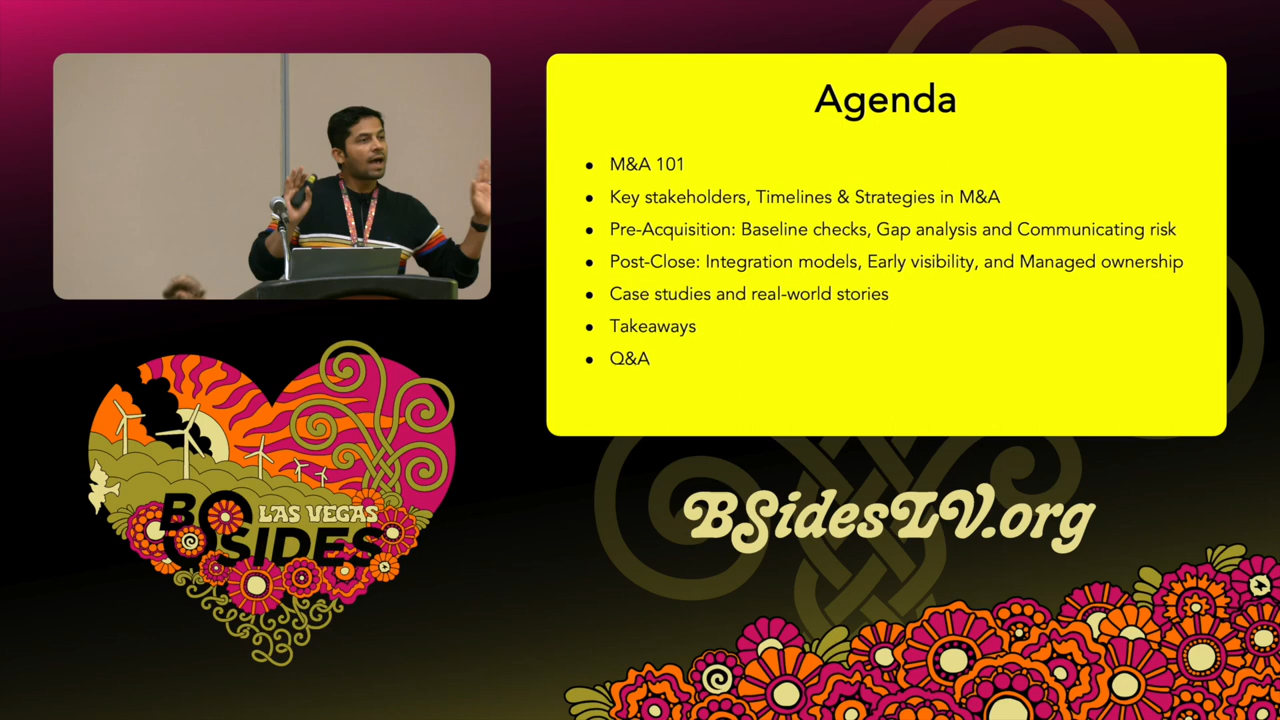 Agenda
• M&A 101
• Key stakeholders, Timelines & Strategies in M&A
• Pre-Acquisition: Baseline checks, Gap analysis and Communicating risk
• Post-Close: Integration models, Early visibility, and Managed ownership
• Case studies and real-world stories
• Takeaways
• Q&A
BSidesLV.org
LAS VEGAS
BSIDES